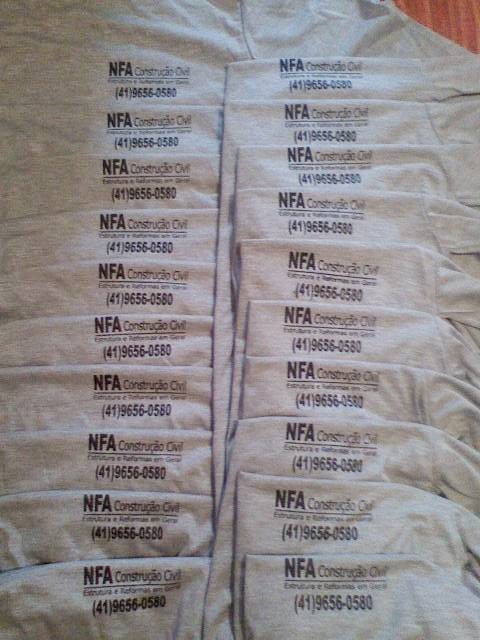 NFA Construção Civil
Estrutura e Reformas em Geral
(41)9656-0580
NFA Construção Civil
Estrutura e Reformas em Geral
(41)9656-0580
NFA Construção Civil
Estrutura e Reformas em Geral
(41)9656-0580
NFA Construção Civil
Estrutura e Reformas em Geral
(41)9656-0580
NFA Construção Civil
Estrutura e Reformas em Geral
(41)9656-0580
NFA Construção Civil
Estrutura e Reformas em Geral
(41)9656-0580
NFA Construção Civil
Estrutura e Reformas em Geral
(41)9656-0580
NFA Construção Civil
Estrutura e Reformas em Geral
(41)9656-0580
NFA Construção Civil
Estrutura e Reformas em Geral
(41)9656-0580
NFA Construção Civil
Estrutura e Reformas em Geral
(41)9656-0580
NFA Construção Civil
Estrutura e Reformas em Geral
(41)9656-0580
NFA Construção Civil
Estrutura e Reformas em Geral
(41)9656-0580
NFA Construção Civil
Estrutura e Reformas em Geral
(41)9656-0580
NFA Construção Civil
Estrutura e Reformas em Geral
(41)9656-0580
NFA Construção Civil
Estrutura e Reformas em Geral
(41)9656-0580
NFA Construção Civil
Estrutura e Reformas em Geral
(41)9656-0580
NFA Construção Civil
Estrutura e Reformas em Geral
(41)9656-0580
NFA Construção Civil
Estrutura e Reformas em Geral
(41)9656-0580
NFA Construção Civil
Estrutura e Reformas em Geral
(41)9656-0580
NFA Construção Civil
Estrutura e Reformas em Geral
(41)9656-0580